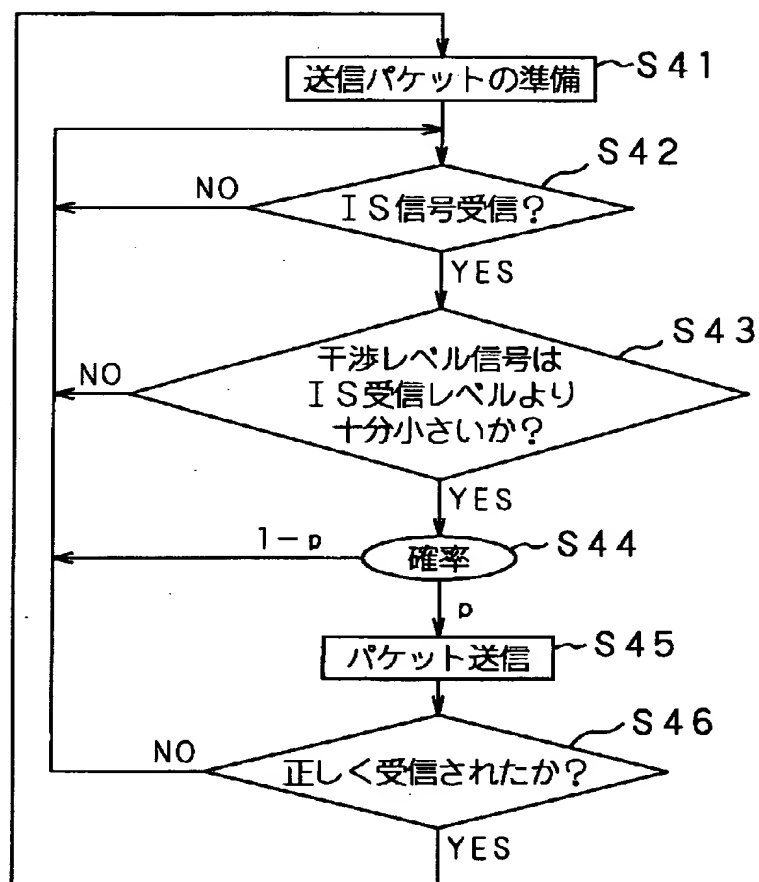 送信パケットの準備
S41
S42
NO
IS信号受信?
YES
S43
干渉レベル信号は
NO
IS受信レベルより
十分小さいか?
YES
1-p
確率
S44
p
パケット送信
S45
S46
NO
正しく受信されたか?
YES